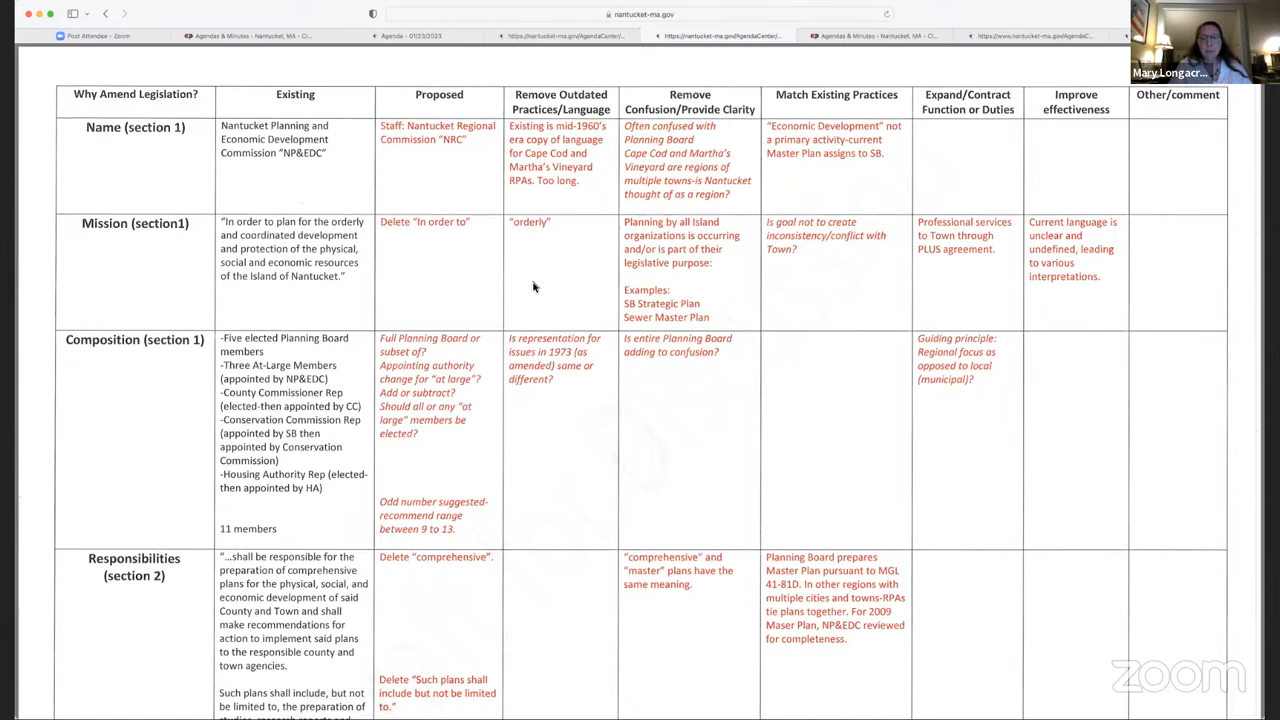 nantucket-ma.gov
Post Attendee - Zoom
Agendas & Minutes - Nantucket, MA - Ci...
Agenda - 01/23/2023
https://nantucket-ma.gov/AgendaCenter/...
https://nantucket-ma.gov/AgendaCenter/...
Agendas & Minutes - Nantucket, MA - Ci...
https://www.nantucket-ma.gov/AgendaC...
Mary Longacr...
Why Amend Legislation?
Existing
Proposed
Remove Outdated
Practices/Language
Remove
Confusion/Provide Clarity
Match Existing Practices
Expand/Contract
Function or Duties
Improve
effectiveness
Other/comment
Name (section 1)
Nantucket Planning and
Economic Development
Commission “NP&EDC”
Staff: Nantucket Regional
Commission “NRC”
Existing is mid-1960’s
era copy of language
for Cape Cod and
Martha’s Vineyard
RPAs. Too long.
Often confused with
Planning Board
Cape Cod and Martha’s
Vineyard are regions of
multiple towns-is Nantucket
thought of as a region?
“Economic Development” not
a primary activity-current
Master Plan assigns to SB.
Mission (section1)
“In order to plan for the orderly
and coordinated development
and protection of the physical,
social and economic resources
of the Island of Nantucket.”
Delete “In order to”
“orderly”
Planning by all Island
organizations is occurring
and/or is part of their
legislative purpose:
Examples:
SB Strategic Plan
Sewer Master Plan
Is goal not to create
inconsistency/conflict with
Town?
Professional services
to Town through
PLUS agreement.
Current language is
unclear and
undefined, leading
to various
interpretations.
Composition (section 1)
-Five elected Planning Board
members
-Three At-Large Members
(appointed by NP&EDC)
-County Commissioner Rep
(elected-then appointed by CC)
-Conservation Commission Rep
(appointed by SB then
appointed by Conservation
Commission)
-Housing Authority Rep (elected-
then appointed by HA)
11 members
Full Planning Board or
subset of?
Appointing authority
change for “at large”?
Add or subtract?
Should all or any “at
large” members be
elected?
Odd number suggested-
recommend range
between 9 to 13.
Is representation for
issues in 1973 (as
amended) same or
different?
Is entire Planning Board
adding to confusion?
Guiding principle:
Regional focus as
opposed to local
(municipal)?
Responsibilities
(section 2)
“…shall be responsible for the
preparation of comprehensive
plans for the physical, social, and
economic development of said
County and Town and shall
make recommendations for
action to implement said plans
to the responsible county and
town agencies.
Such plans shall include, but not
be limited to, the preparation of
studies, research reports and
Delete “comprehensive”.
Delete “Such plans shall
include but not be limited
to.”
“comprehensive” and
“master” plans have the
same meaning.
Planning Board prepares
Master Plan pursuant to MGL
41-81D. In other regions with
multiple cities and towns-RPAs
tie plans together. For 2009
Maser Plan, NP&EDC reviewed
for completeness.
zoom